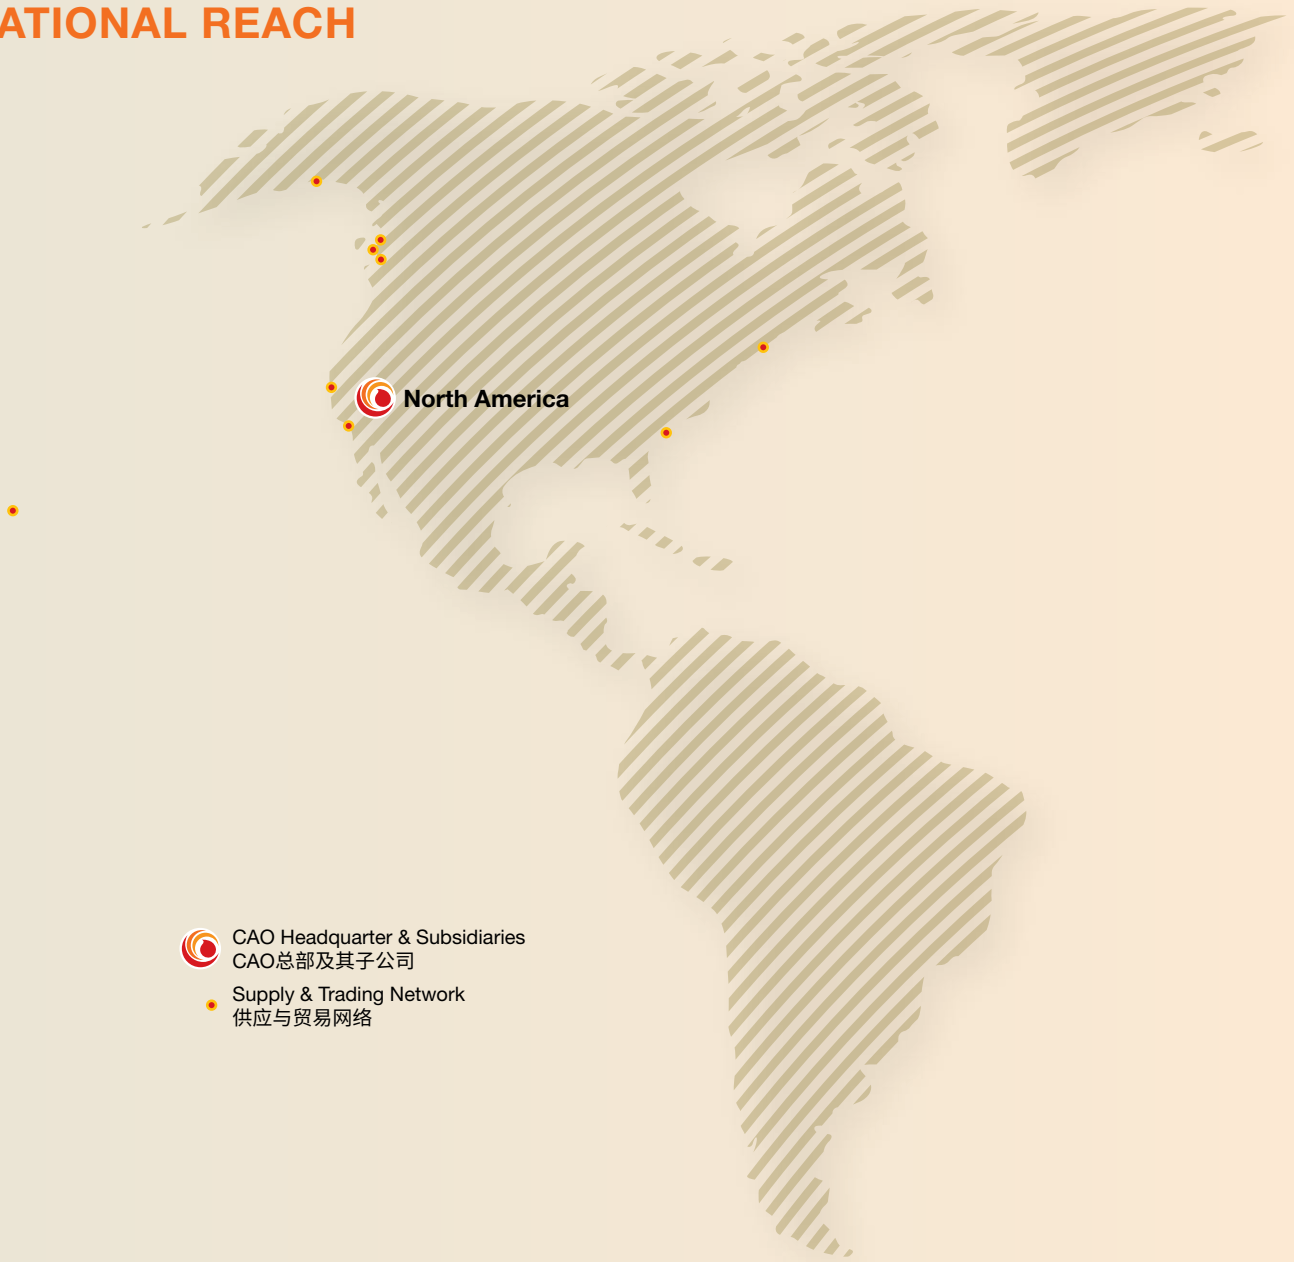 ATIONAL REACH
North America
CAO Headquarter & Subsidiaries
CAO总部及其子公司
Supply & Trading Network
供应与贸易网络